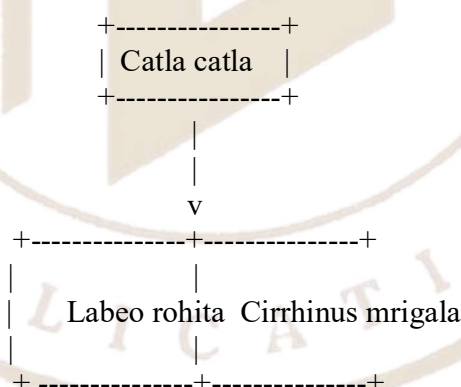 +----------------+
| Catla catla |
+----------------+
|
|
v
+---------------+---------------+
| |
| Labeo rohita Cirrhinus mrigala
| |
+ ---------------+---------------+
L I C A T I